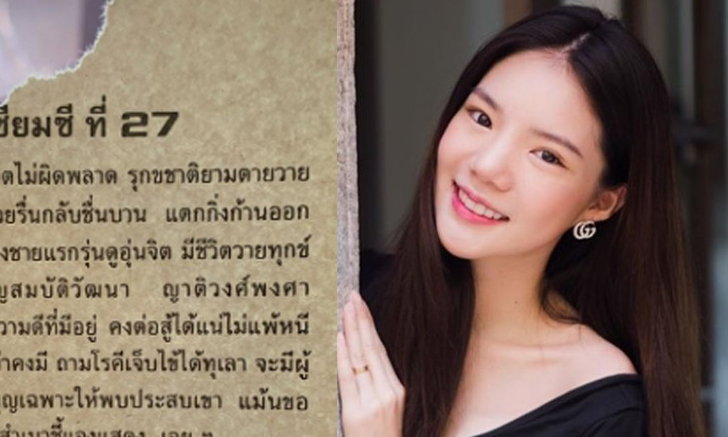 เซียมซี ที่ 27
ตไม่ผิดพลาด รุกขชาติยามตายวาย
ยรื่นกลับชื่นบาน แตกกิ่งก้านออก
งชายแรกรุ่นดูอุ่นจิต มีชีวิตวายทุกข์
ญสมบัติวัฒนา ญาติวงศ์พงศา
วามดีที่มีอยู่ คงต่อสู้ได้แน่ไม่แพ้หนี
คงมี ถามโรคีเจ็บไข้ได้ทุเลา จะมีผู้
ญเฉพาะให้พบประสบเขา แม้นขอ